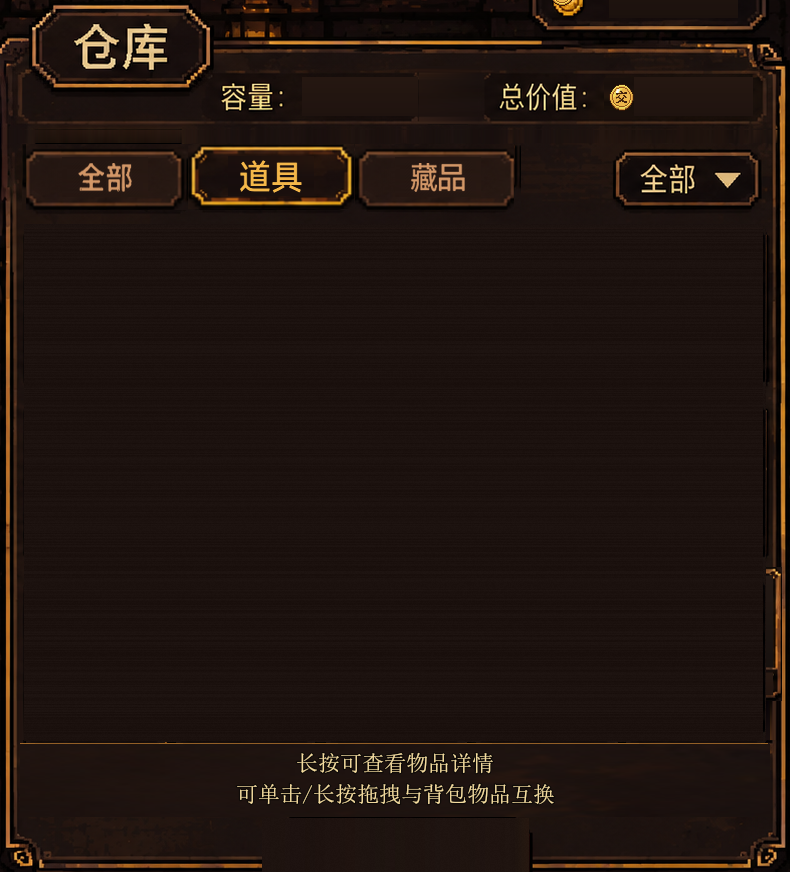 仓库
容量：
总价值：交
全部 道具 藏品 全部
长按可查看物品详情
可单击/长按拖拽与背包物品互换